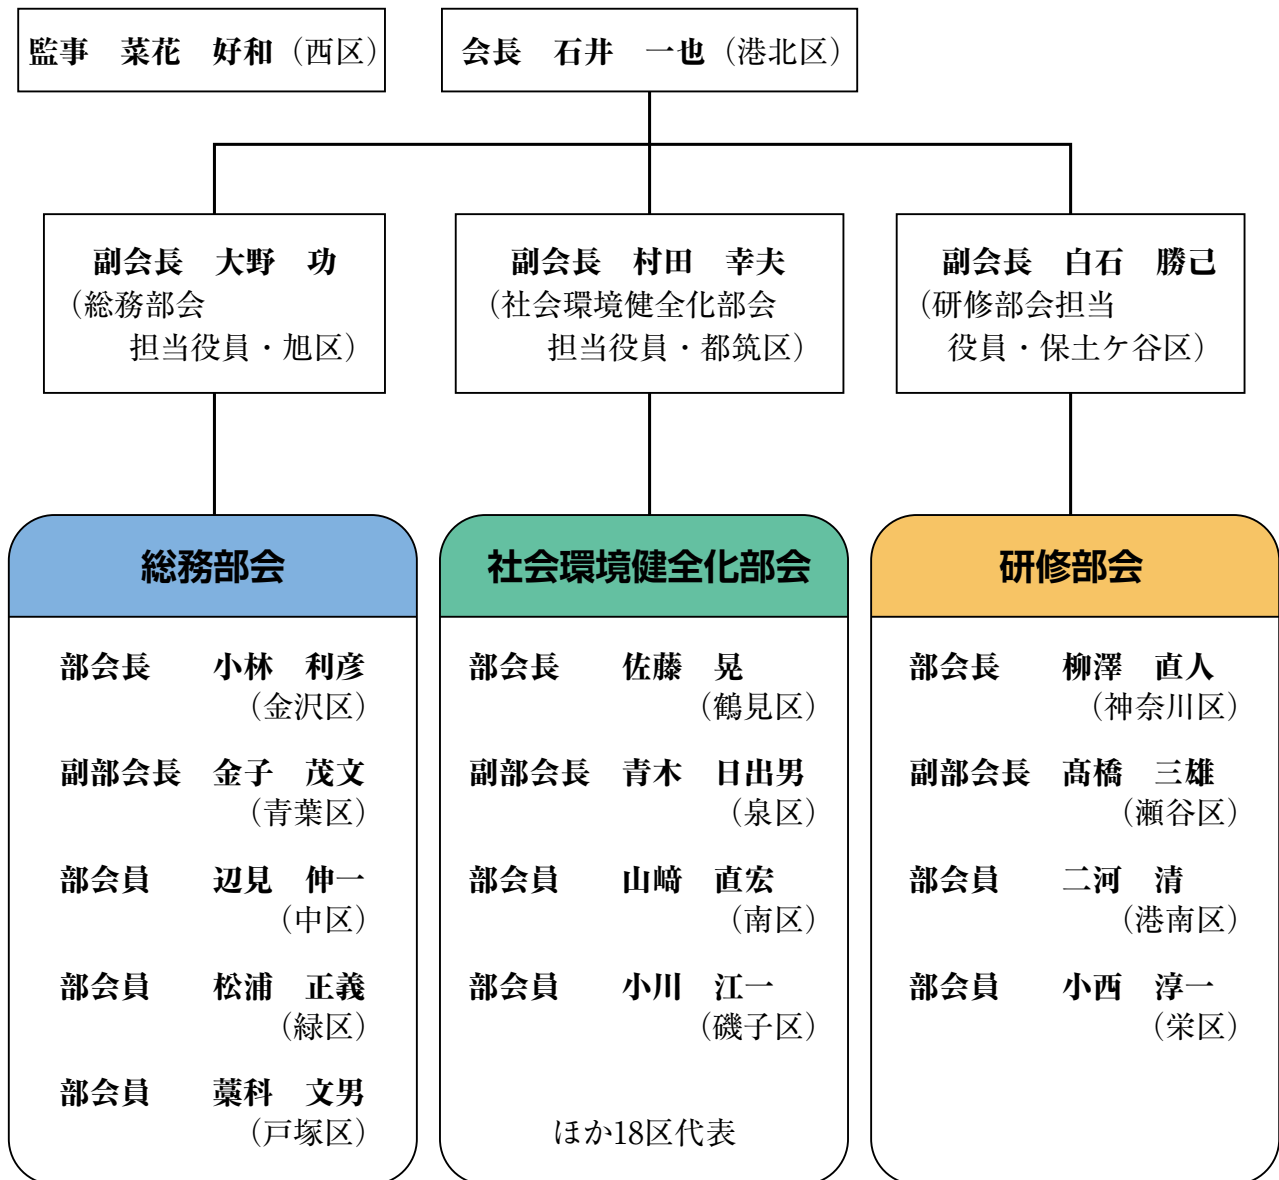 監事　菜花　好和（西区）
会長　石井　一也（港北区）
副会長　大野　功
（総務部会
担当役員・旭区）
副会長　村田　幸夫
（社会環境健全化部会
担当役員・都筑区）
副会長　白石　勝己
（研修部会担当
役員・保土ケ谷区）
総務部会
部会長　小林　利彦
（金沢区）
副部会長　金子　茂文
（青葉区）
部会員　辺見　伸一
（中区）
部会員　松浦　正義
（緑区）
部会員　藁科　文男
（戸塚区）
社会環境健全化部会
部会長　佐藤　晃
（鶴見区）
副部会長　青木　日出男
（泉区）
部会員　山﨑　直宏
（南区）
部会員　小川　江一
（磯子区）
ほか18区代表
研修部会
部会長　柳澤　直人
（神奈川区）
副部会長　髙橋　三雄
（瀬谷区）
部会員　二河　清
（港南区）
部会員　小西　淳一
（栄区）